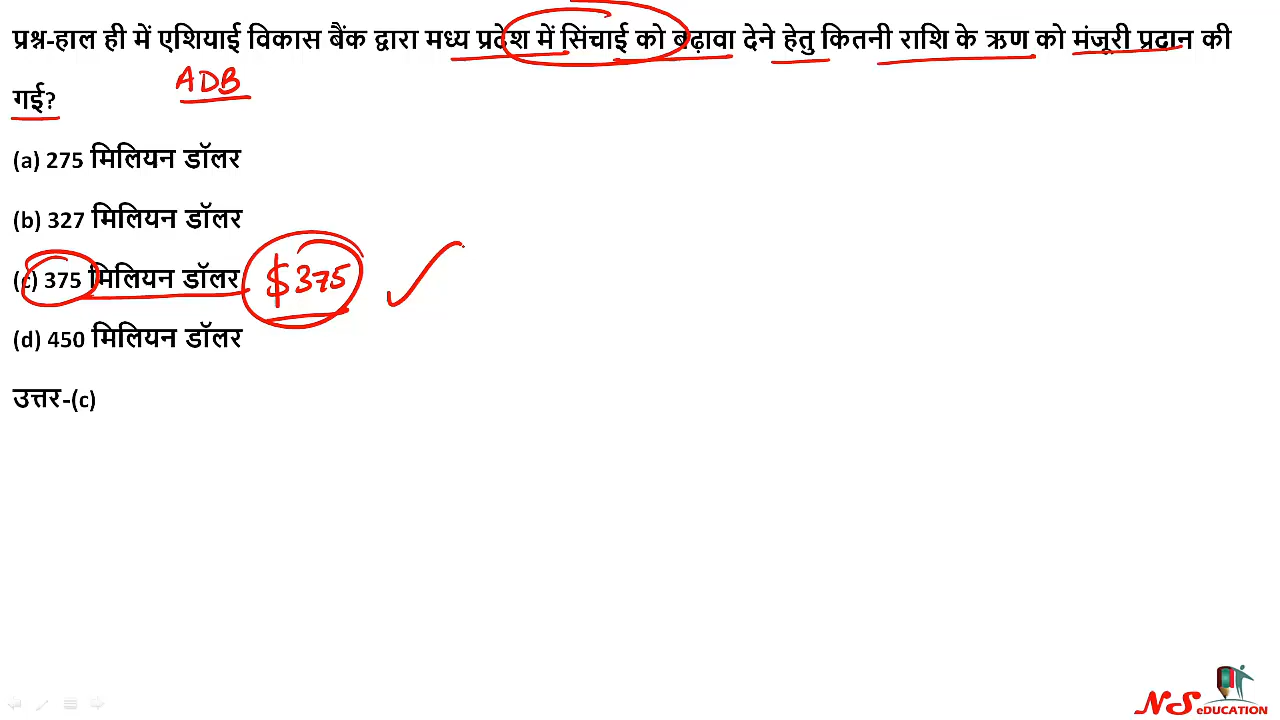 प्रश्न-हाल ही में एशियाई विकास बैंक द्वारा मध्य प्रदेश में सिंचाई को बढ़ावा देने हेतु कितनी राशि के ऋण को मंजूरी प्रदान की
गई?
ADB
(a) 275 मिलियन डॉलर
(b) 327 मिलियन डॉलर
(c) 375 मिलियन डॉलर $375
(d) 450 मिलियन डॉलर
उत्तर-(c)
NS eDUCATION